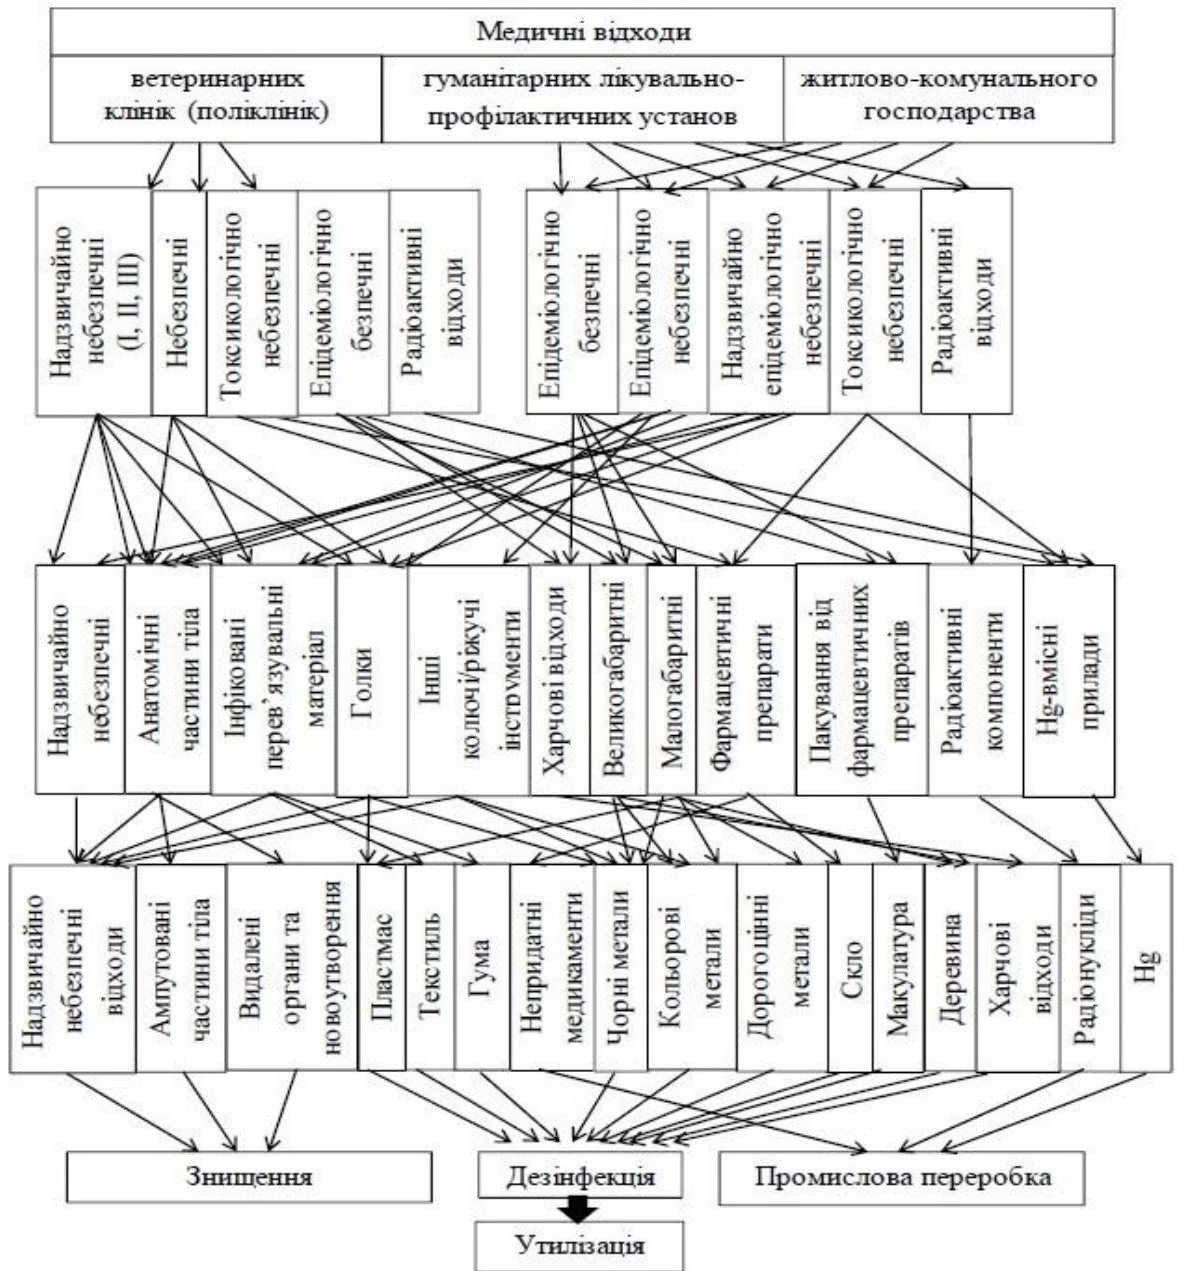 Медичні відходи
ветеринарних
клінік (поліклінік)
гуманітарних лікувально-
профілактичних установ
житлово-комунального
господарства
Надзвичайно
небезпечні
(I, II, III)
Небезпечні
Токсикологічно
небезпечні
Епідеміологічно
безпечні
Радіоактивні
відходи
Епідеміологічно
безпечні
Епідеміологічно
небезпечні
Надзвичайно
епідеміологічно
небезпечні
Токсикологічно
небезпечні
Радіоактивні
відходи
Надзвичайно
небезпечні
Анатомічні
частини тіла
Інфіковані
перев’язувальні
матеріал
Голки
Інші
колючі/ріжучі
інструменти
Харчові відходи
Великогабаритні
Малогабаритні
Фармацевтичні
препарати
Пакування від
фармацевтичних
препаратів
Радіоактивні
компоненти
Hg-вмісні
прилади
Надзвичайно
небезпечні
відходи
Ампутовані
частини тіла
Видалені
органи та
новоутворення
Пластмас
Текстиль
Гума
Непридатні
медикаменти
Чорні метали
Кольорові
метали
Дорогоцінні
метали
Скло
Макулатура
Деревина
Харчові
відходи
Радіонукліди
Hg
Знищення
Дезінфекція
Промислова переробка
Утилізація